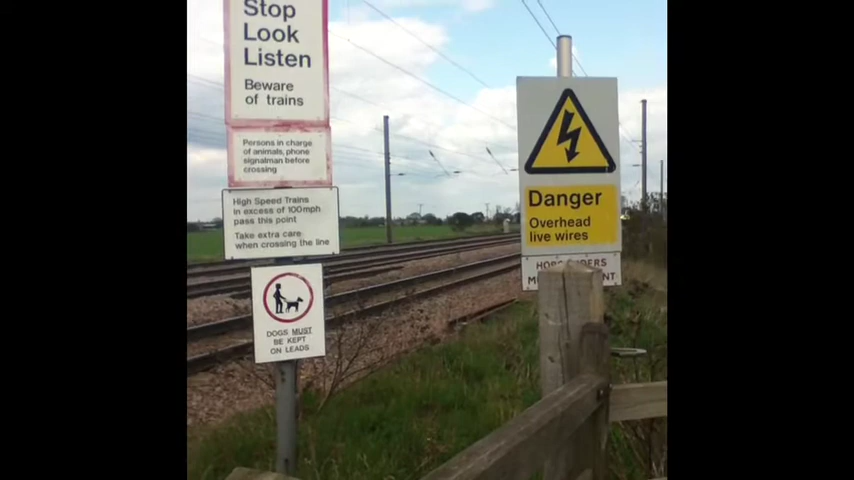 Stop
Look
Listen
Beware
of trains
Persons in charge
of animals, phone
signalman before
crossing
High Speed Trains
in excess of 100mph
pass this point
Take extra care
when crossing the line
DOGS MUST
BE KEPT
ON LEADS
Danger
Overhead
live wires